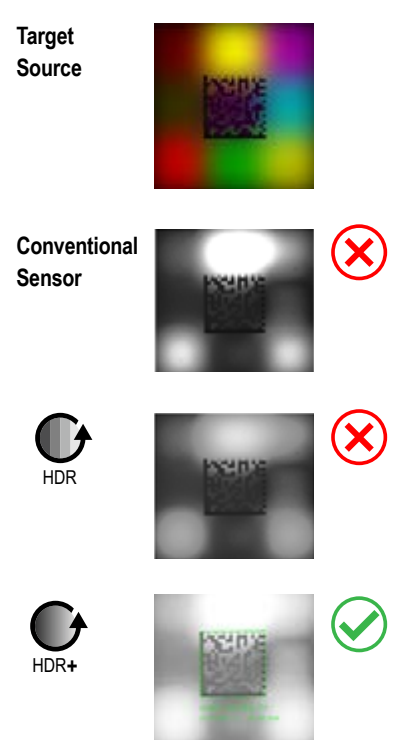 Target
Source
Conventional
Sensor
HDR
HDR+